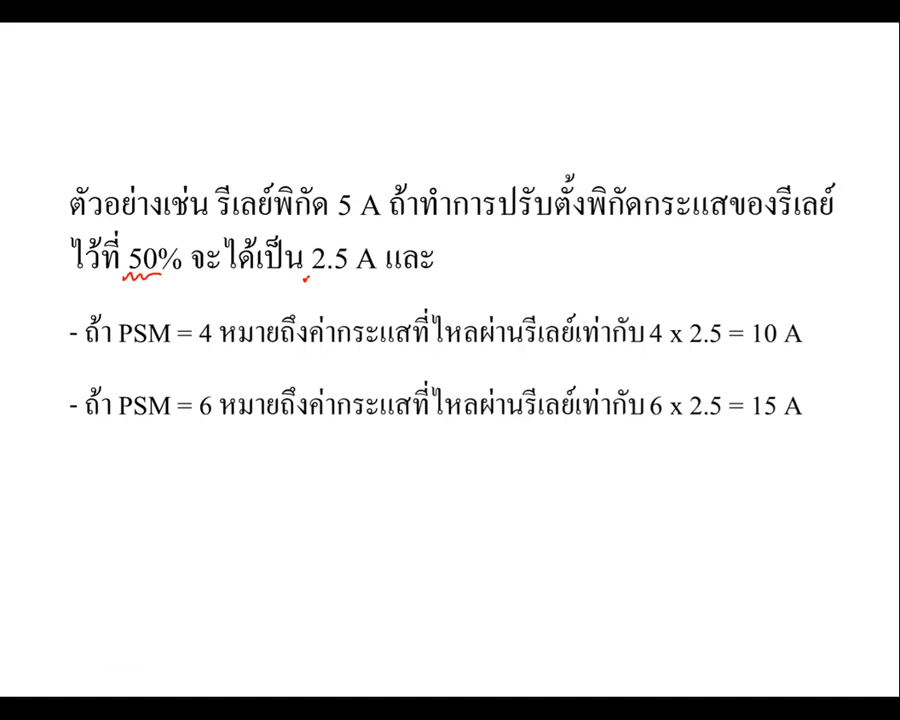 ตัวอย่างเช่น รีเลย์พิกัด 5 A ถ้าทำการปรับตั้งพิกัดกระแสของรีเลย์
ไว้ที่ 50% จะได้เป็น 2.5 A และ
- ถ้า PSM = 4 หมายถึงค่ากระแสที่ไหลผ่านรีเลย์เท่ากับ 4 x 2.5 = 10 A
- ถ้า PSM = 6 หมายถึงค่ากระแสที่ไหลผ่านรีเลย์เท่ากับ 6 x 2.5 = 15 A